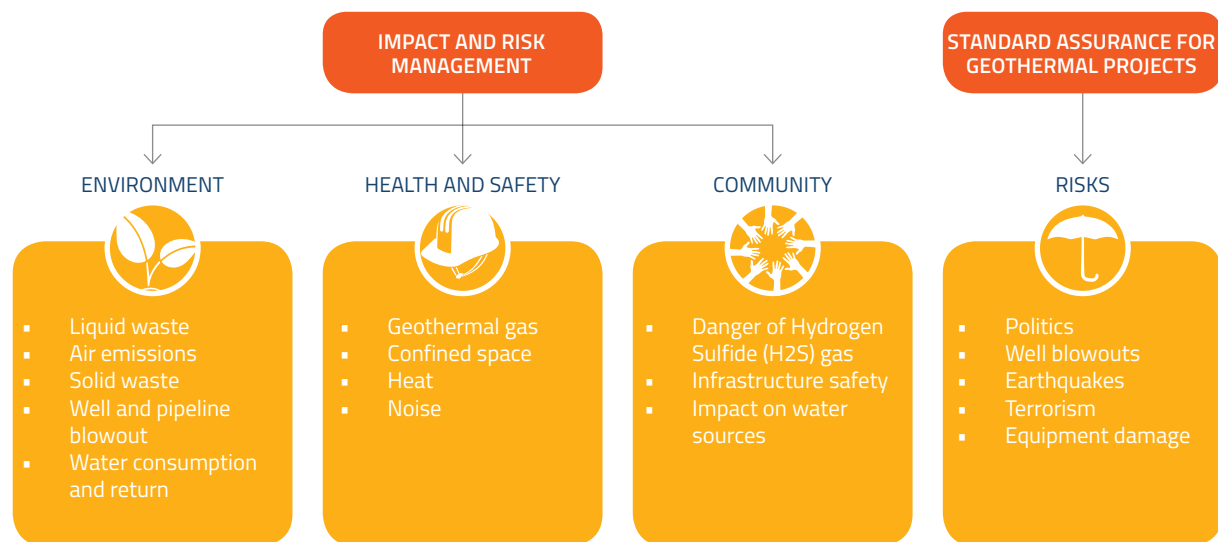 IMPACT AND RISK
MANAGEMENT
STANDARD ASSURANCE FOR
GEOTHERMAL PROJECTS
ENVIRONMENT
▪ Liquid waste
▪ Air emissions
▪ Solid waste
▪ Well and pipeline
blowout
▪ Water consumption
and return
HEALTH AND SAFETY
▪ Geothermal gas
▪ Confined space
▪ Heat
▪ Noise
COMMUNITY
▪ Danger of Hydrogen
Sulfide (H2S) gas
▪ Infrastructure safety
▪ Impact on water
sources
RISKS
▪ Politics
▪ Well blowouts
▪ Earthquakes
▪ Terrorism
▪ Equipment damage